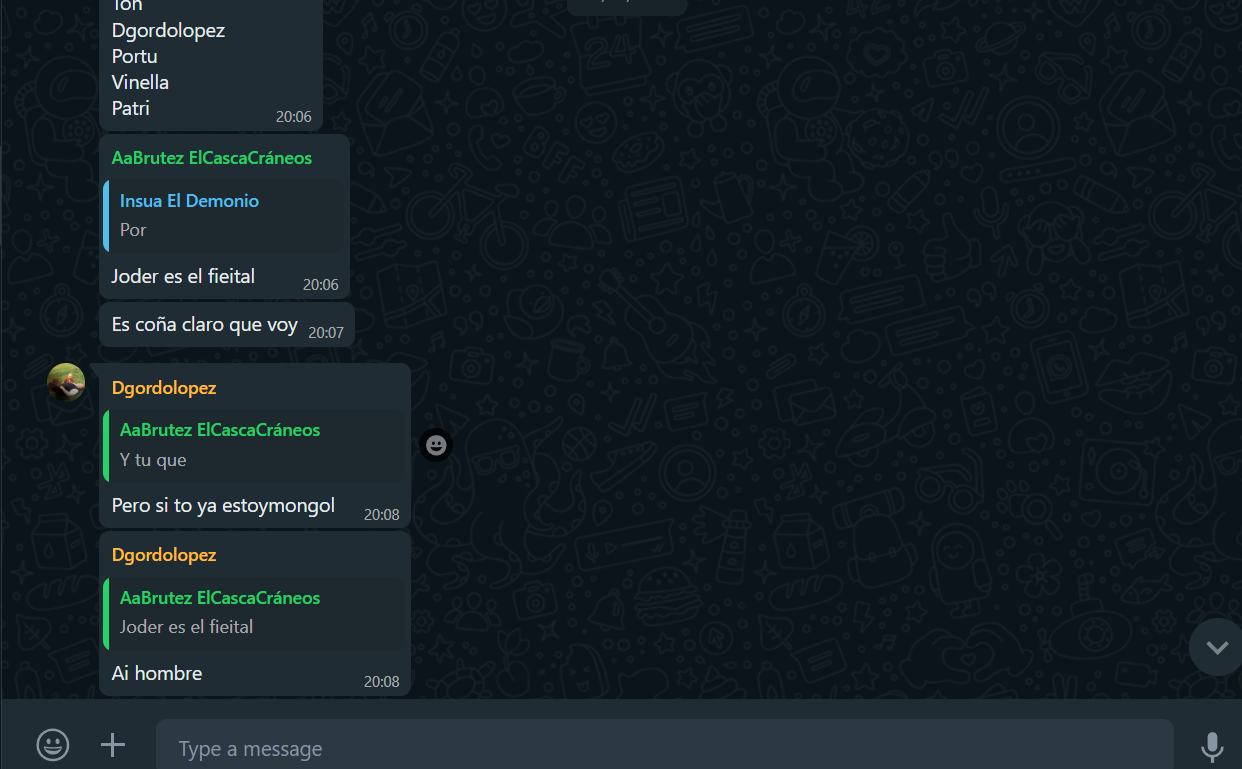 Dgordolopez
Portu
Vinella
Patri
20:06
AaBrutez ElCascaCráneos
Insua El Demonio
Por
Joder es el fieital
20:06
Es coña claro que voy
20:07
Dgordolopez
AaBrutez ElCascaCráneos
Y tu que
Pero si to ya estoymongol
20:08
Dgordolopez
AaBrutez ElCascaCráneos
Joder es el fieital
Ai hombre
20:08
Type a message